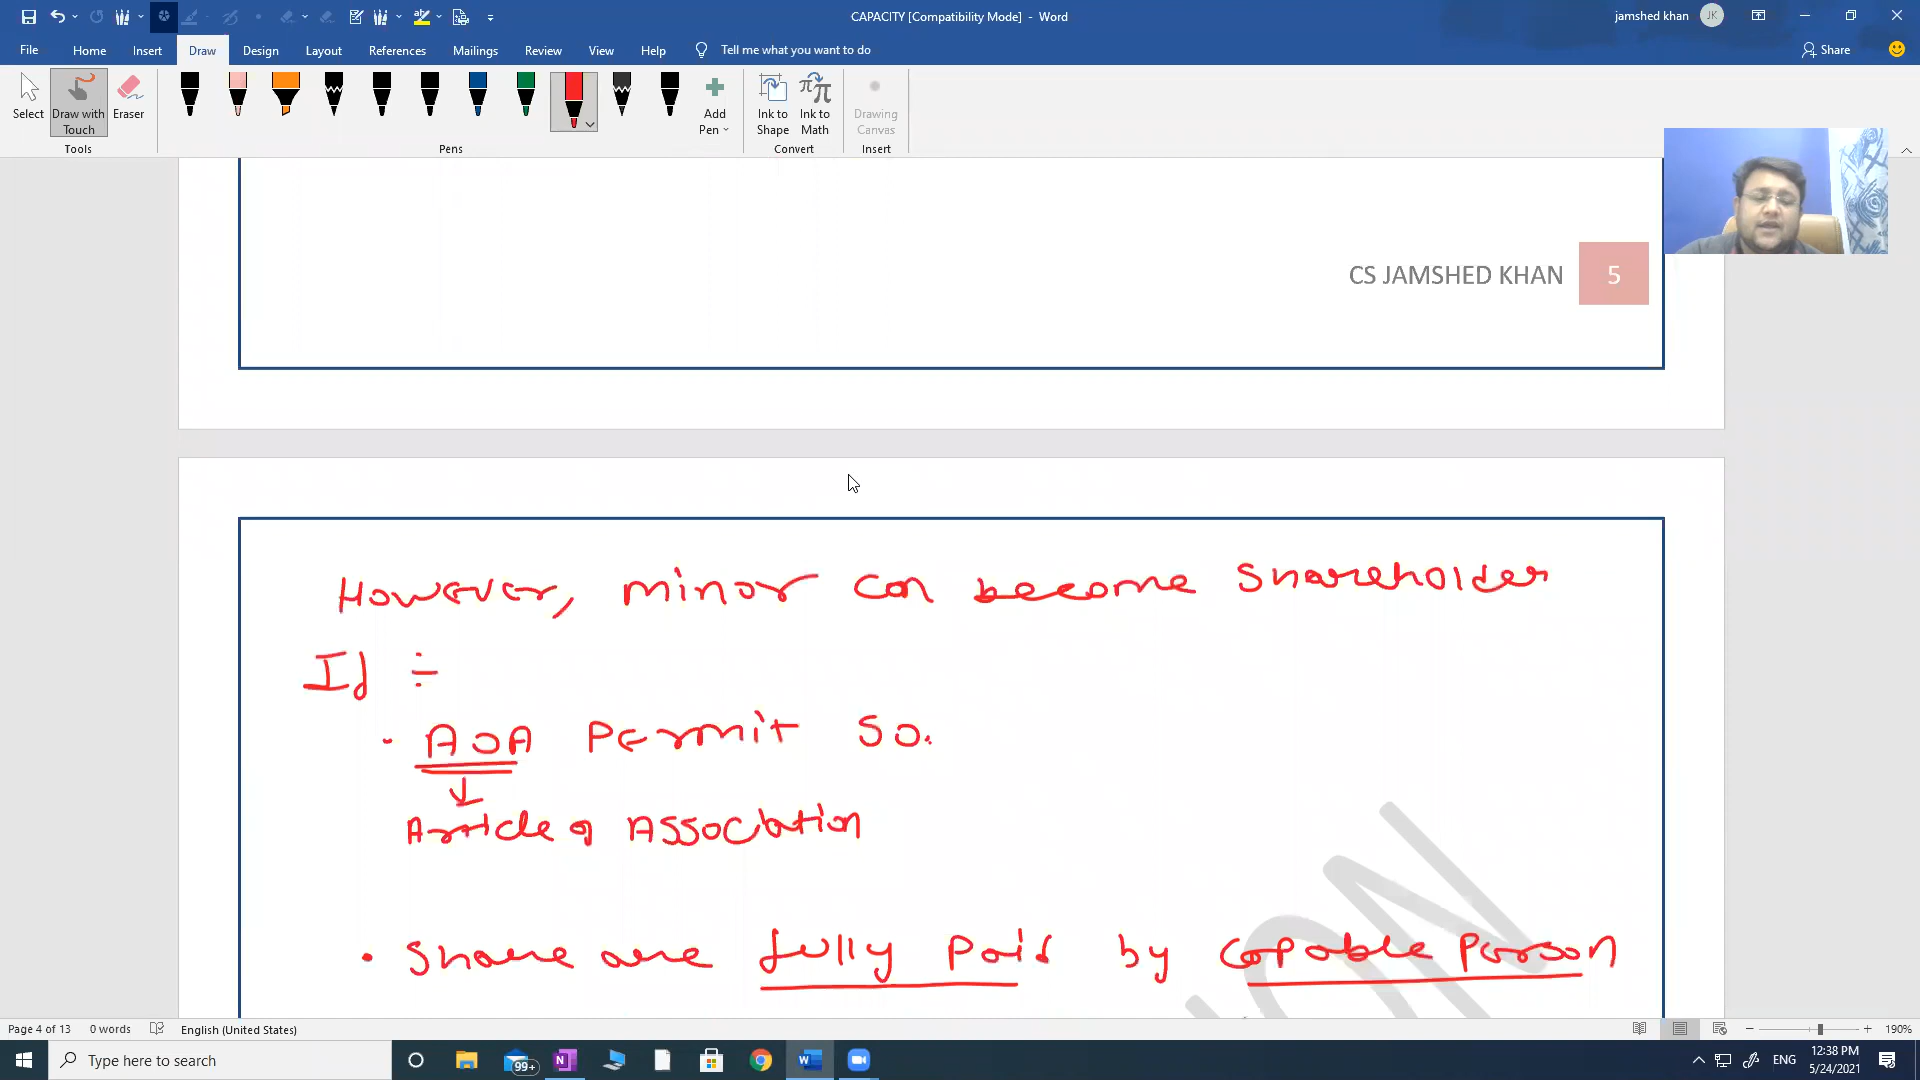 CAPACITY [Compatibility Mode] - Word
jamshed khan JK
File Home Insert Draw Design Layout References Mailings Review View Help Tell me what you want to do Share
Select Draw with Touch Eraser Add Pen Ink to Shape Ink to Math Drawing Canvas
Tools Pens Convert Insert
CS JAMSHED KHAN 5
However, minor can become Shareholder
If ÷
• AOA Permit So.
Article of Association
• Share are fully Paid by Capable Person
Page 4 of 13 0 words English (United States) 190%
Type here to search 99+ ENG 12:38 PM
5/24/2021